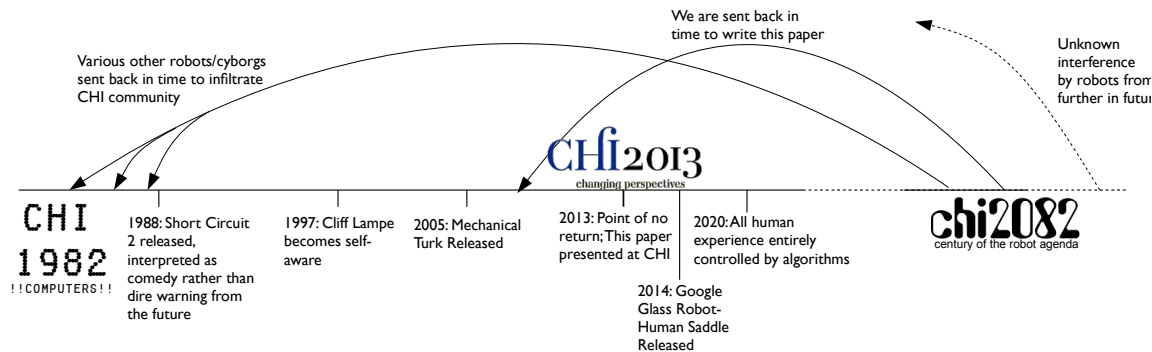 We are sent back in
time to write this paper
Various other robots/cyborgs
sent back in time to infiltrate
CHI community
Unknown
interference
by robots from
further in futur
CHI2013
changing perspectives
CHI
1982
!!COMPUTERS!!
1988: Short Circuit
2 released,
interpreted as
comedy rather than
dire warning from
the future
1997: Cliff Lampe
becomes self-
aware
2005: Mechanical
Turk Released
2013: Point of no
return; This paper
presented at CHI
2014: Google
Glass Robot-
Human Saddle
Released
2020: All human
experience entirely
controlled by algorithms
chi2082
century of the robot agenda